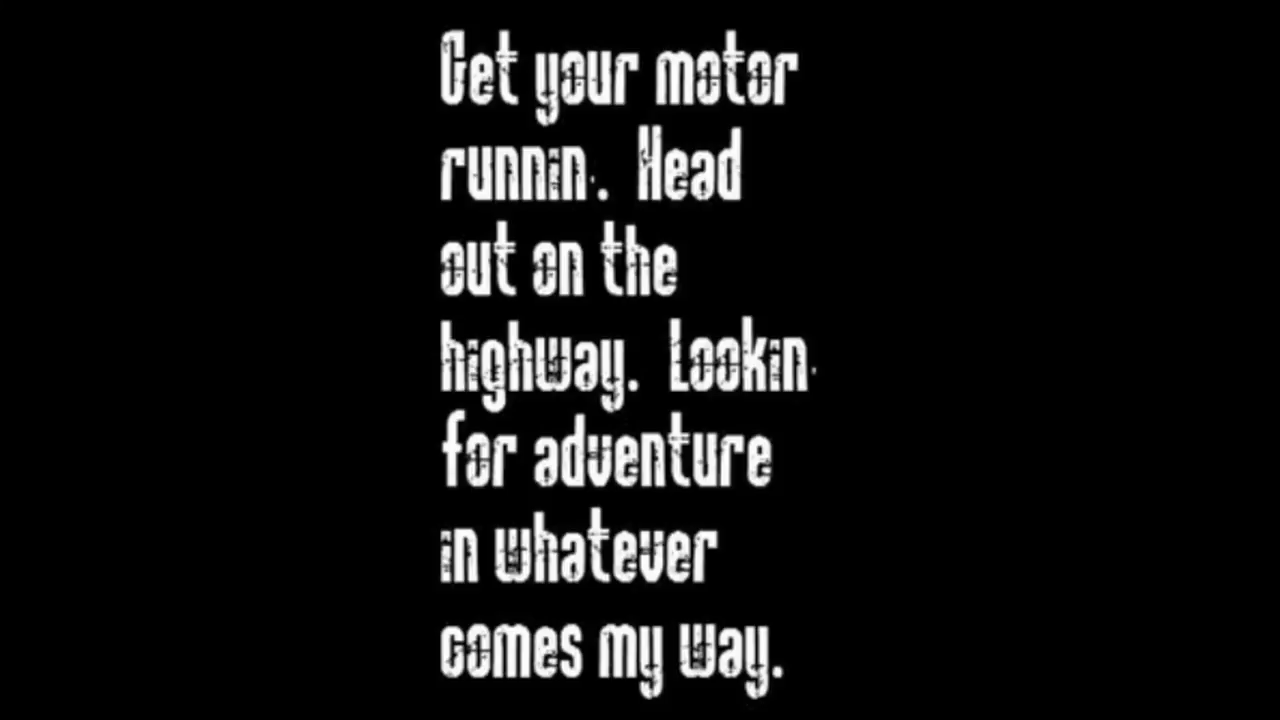 Get your motor
runnin. Head
out on the
highway. Lookin
for adventure
in whatever
comes my way.